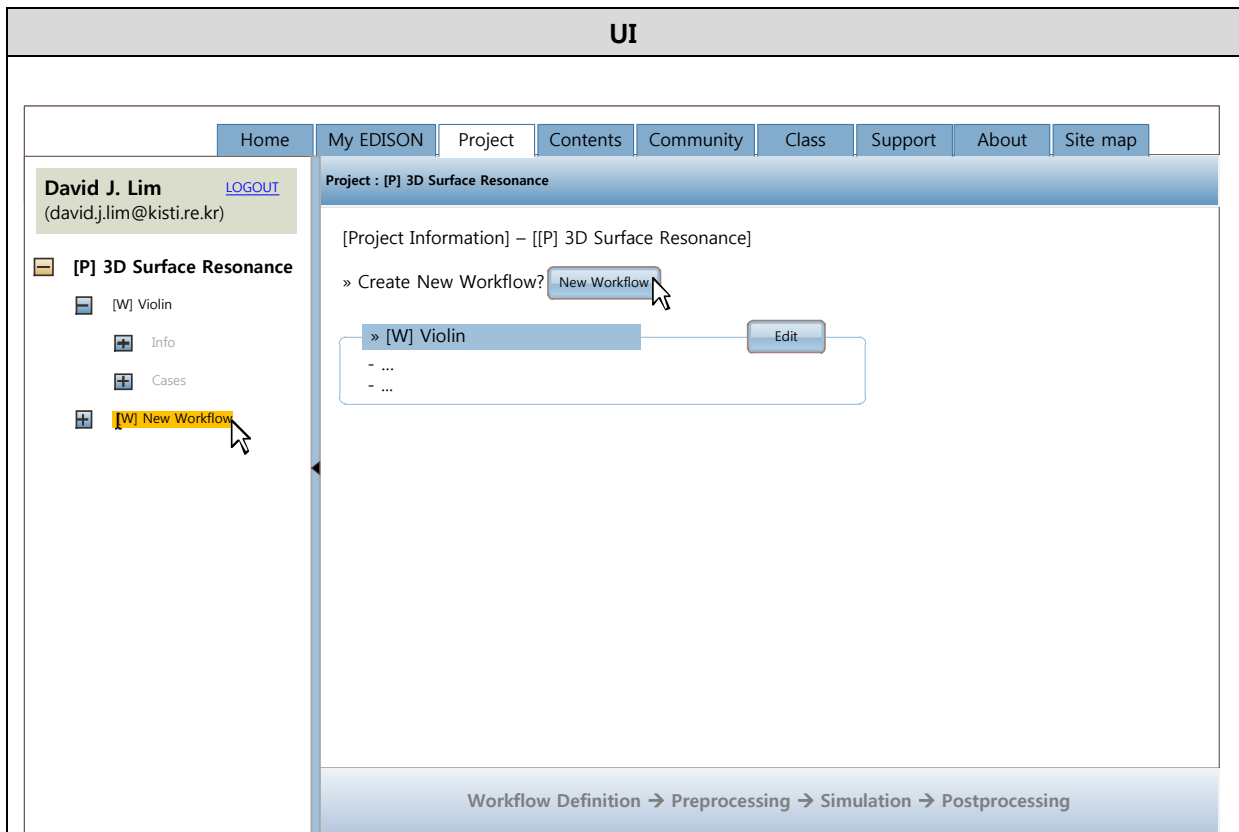 UI
Home My EDISON Project Contents Community Class Support About Site map
David J. Lim LOGOUT
(david.j.lim@kisti.re.kr)
[P] 3D Surface Resonance
[W] Violin
Info
Cases
[W] New Workflow
Project : [P] 3D Surface Resonance
[Project Information] – [[P] 3D Surface Resonance]
» Create New Workflow? New Workflow
» [W] Violin Edit
- ...
- ...
Workflow Definition → Preprocessing → Simulation → Postprocessing